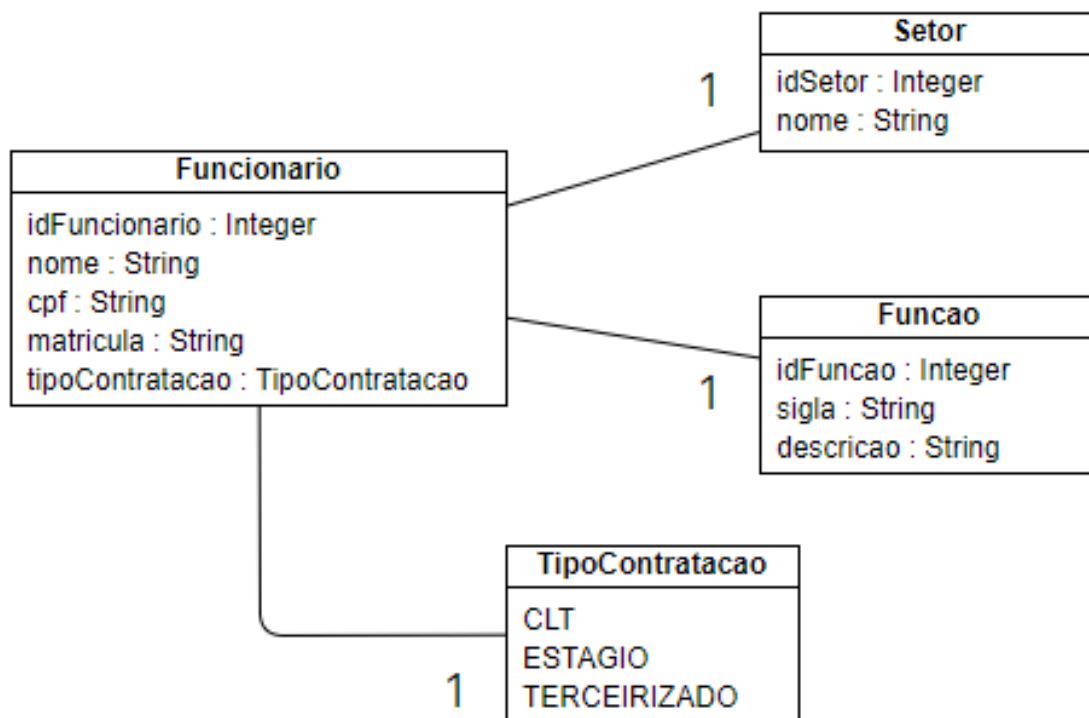 Setor
idSetor : Integer
nome : String
1
Funcionario
idFuncionario : Integer
nome : String
cpf : String
matricula : String
tipoContratacao : TipoContratacao
Funcao
idFuncao : Integer
sigla : String
descricao : String
1
TipoContratacao
CLT
ESTAGIO
TERCEIRIZADO
1